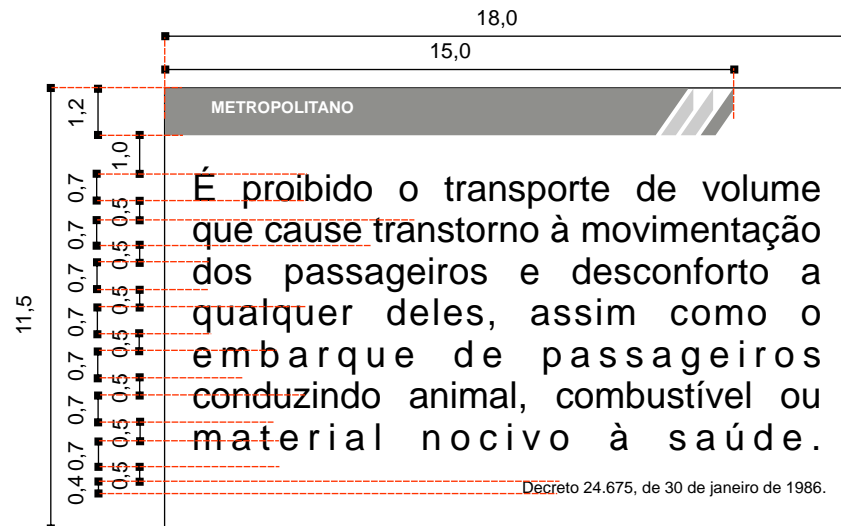 18,0
15,0
1,2
METROPOLITANO
1,0
0,7
É proibido o transporte de volume
0,5
0,7
que cause transtorno à movimentação
0,5
0,7
dos passageiros e desconforto a
0,5
11,5
0,7
qualquer deles, assim como o
0,5
0,7
embarque de passageiros
0,5
0,7
conduzindo animal, combustível ou
0,5
0,7
material nocivo à saúde.
0,5
0,4
Decreto 24.675, de 30 de janeiro de 1986.